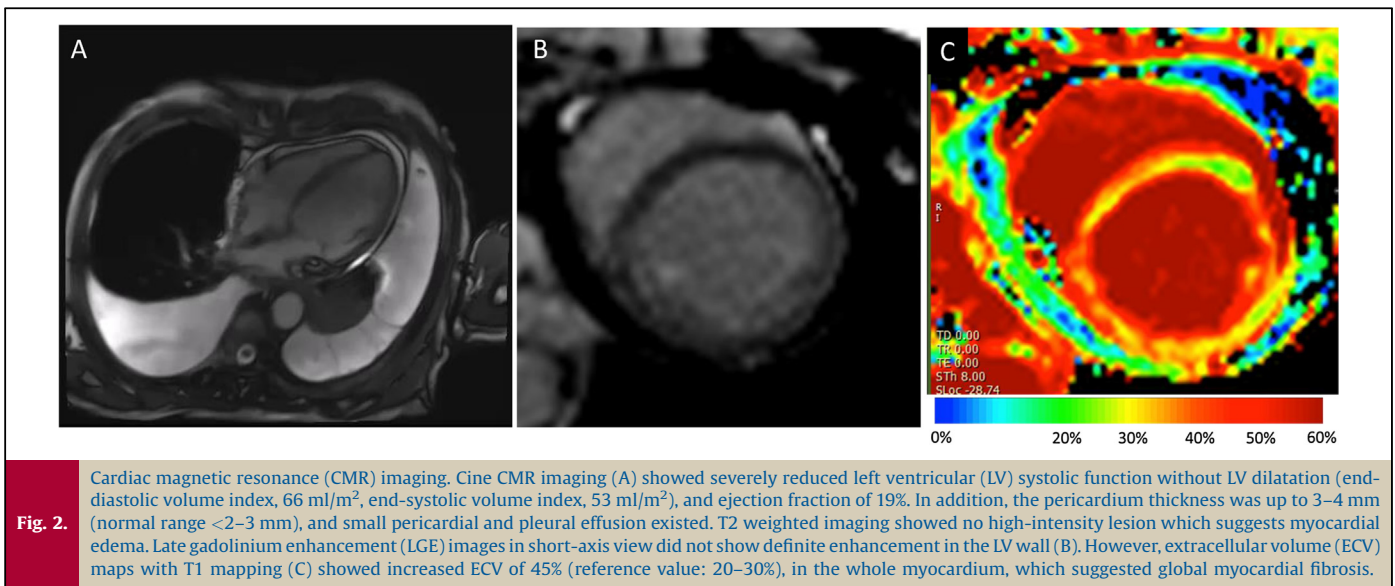 A
B
C
R
I
TD 0.00
TR 0.00
TE 0.00
STh 8.00
SLoc -28.74
0% 20% 30% 40% 50% 60%
Fig. 2.
Cardiac magnetic resonance (CMR) imaging. Cine CMR imaging (A) showed severely reduced left ventricular (LV) systolic function without LV dilatation (end-
diastolic volume index, 66 ml/m², end-systolic volume index, 53 ml/m²), and ejection fraction of 19%. In addition, the pericardium thickness was up to 3–4 mm
(normal range <2–3 mm), and small pericardial and pleural effusion existed. T2 weighted imaging showed no high-intensity lesion which suggests myocardial
edema. Late gadolinium enhancement (LGE) images in short-axis view did not show definite enhancement in the LV wall (B). However, extracellular volume (ECV)
maps with T1 mapping (C) showed increased ECV of 45% (reference value: 20–30%), in the whole myocardium, which suggested global myocardial fibrosis.